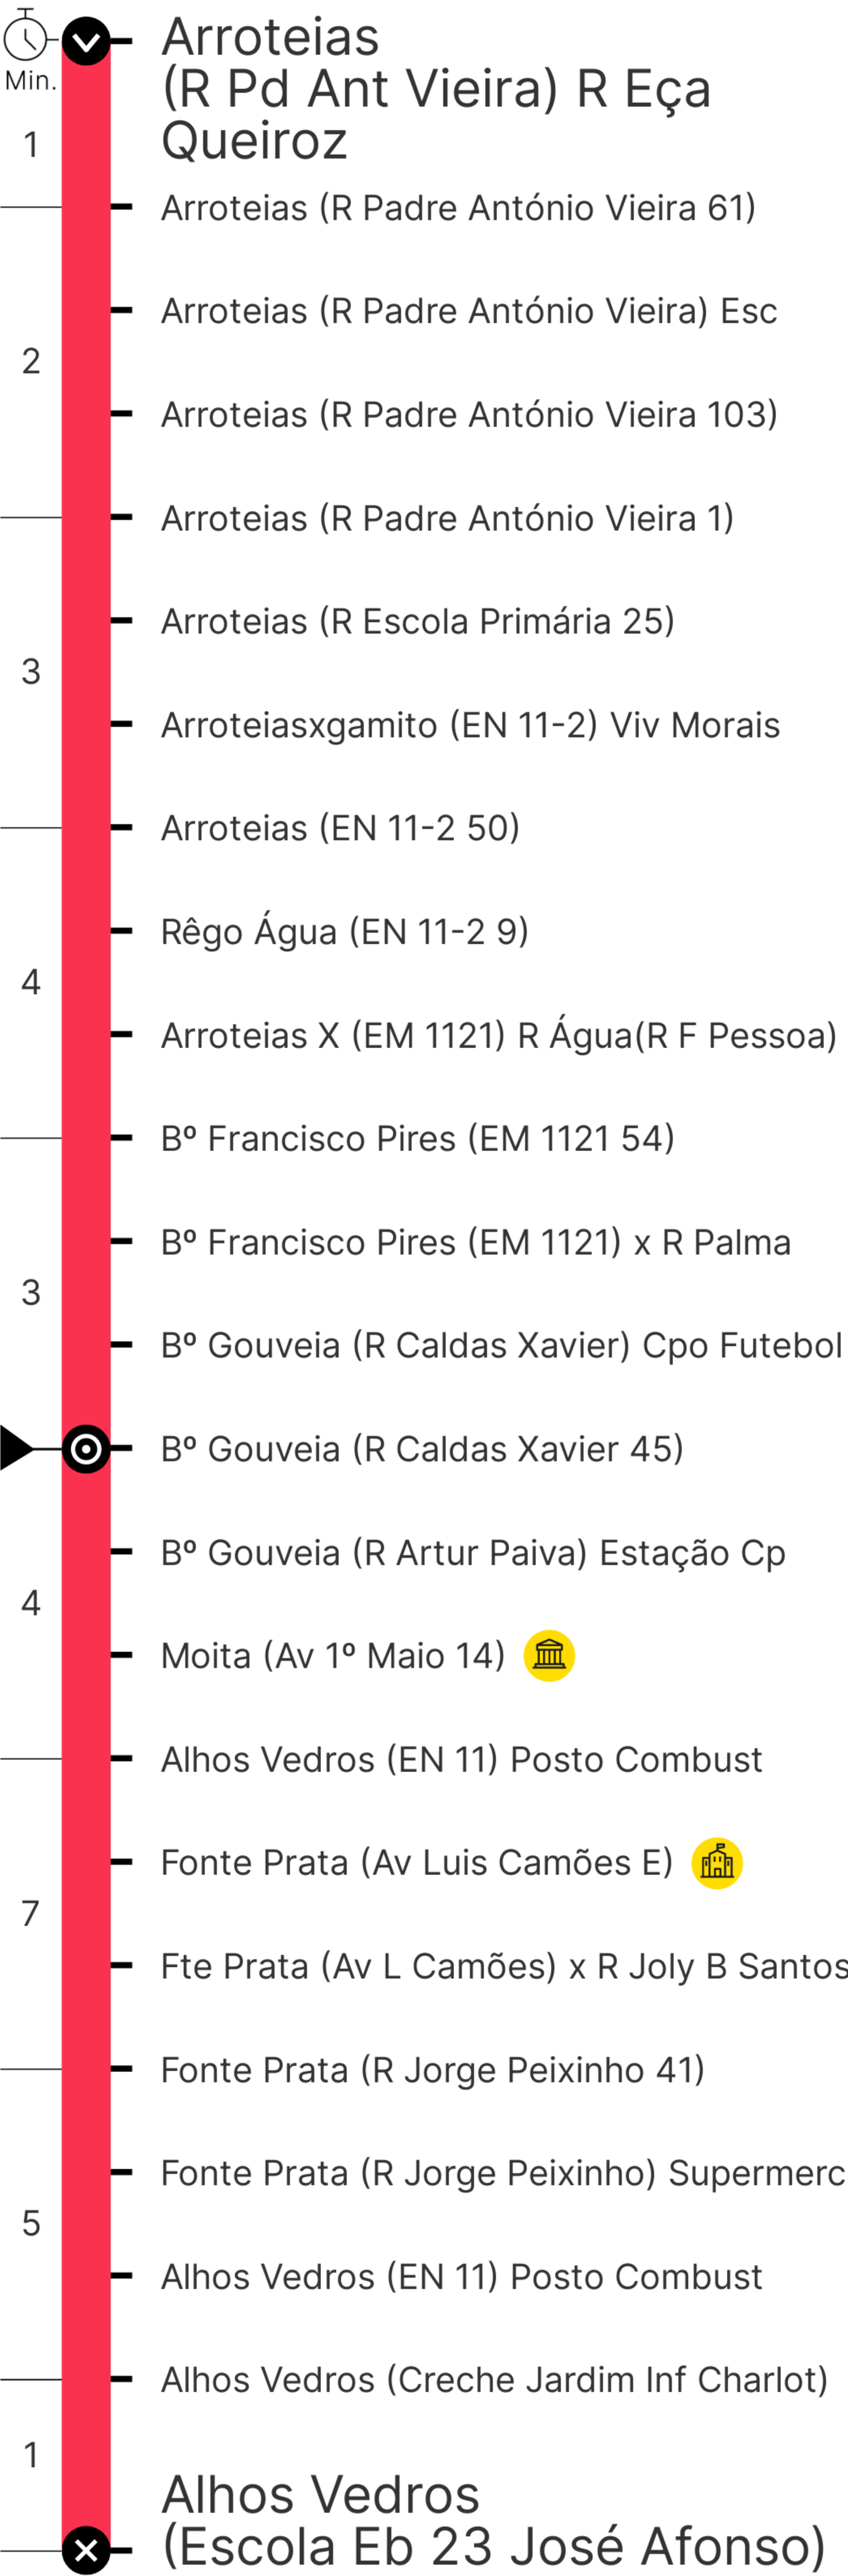 Arroteias
(R Pd Ant Vieira) R Eça
Queiroz
Min.
1
Arroteias (R Padre António Vieira 61)
Arroteias (R Padre António Vieira) Esc
2
Arroteias (R Padre António Vieira 103)
Arroteias (R Padre António Vieira 1)
Arroteias (R Escola Primária 25)
3
Arroteiasxgamito (EN 11-2) Viv Morais
Arroteias (EN 11-2 50)
Rêgo Água (EN 11-2 9)
4
Arroteias X (EM 1121) R Água(R F Pessoa)
Bº Francisco Pires (EM 1121 54)
Bº Francisco Pires (EM 1121) x R Palma
3
Bº Gouveia (R Caldas Xavier) Cpo Futebol
Bº Gouveia (R Caldas Xavier 45)
Bº Gouveia (R Artur Paiva) Estação Cp
4
Moita (Av 1º Maio 14)
Alhos Vedros (EN 11) Posto Combust
Fonte Prata (Av Luis Camões E)
7
Fte Prata (Av L Camões) x R Joly B Santos
Fonte Prata (R Jorge Peixinho 41)
Fonte Prata (R Jorge Peixinho) Supermerc
5
Alhos Vedros (EN 11) Posto Combust
Alhos Vedros (Creche Jardim Inf Charlot)
1
Alhos Vedros
(Escola Eb 23 José Afonso)